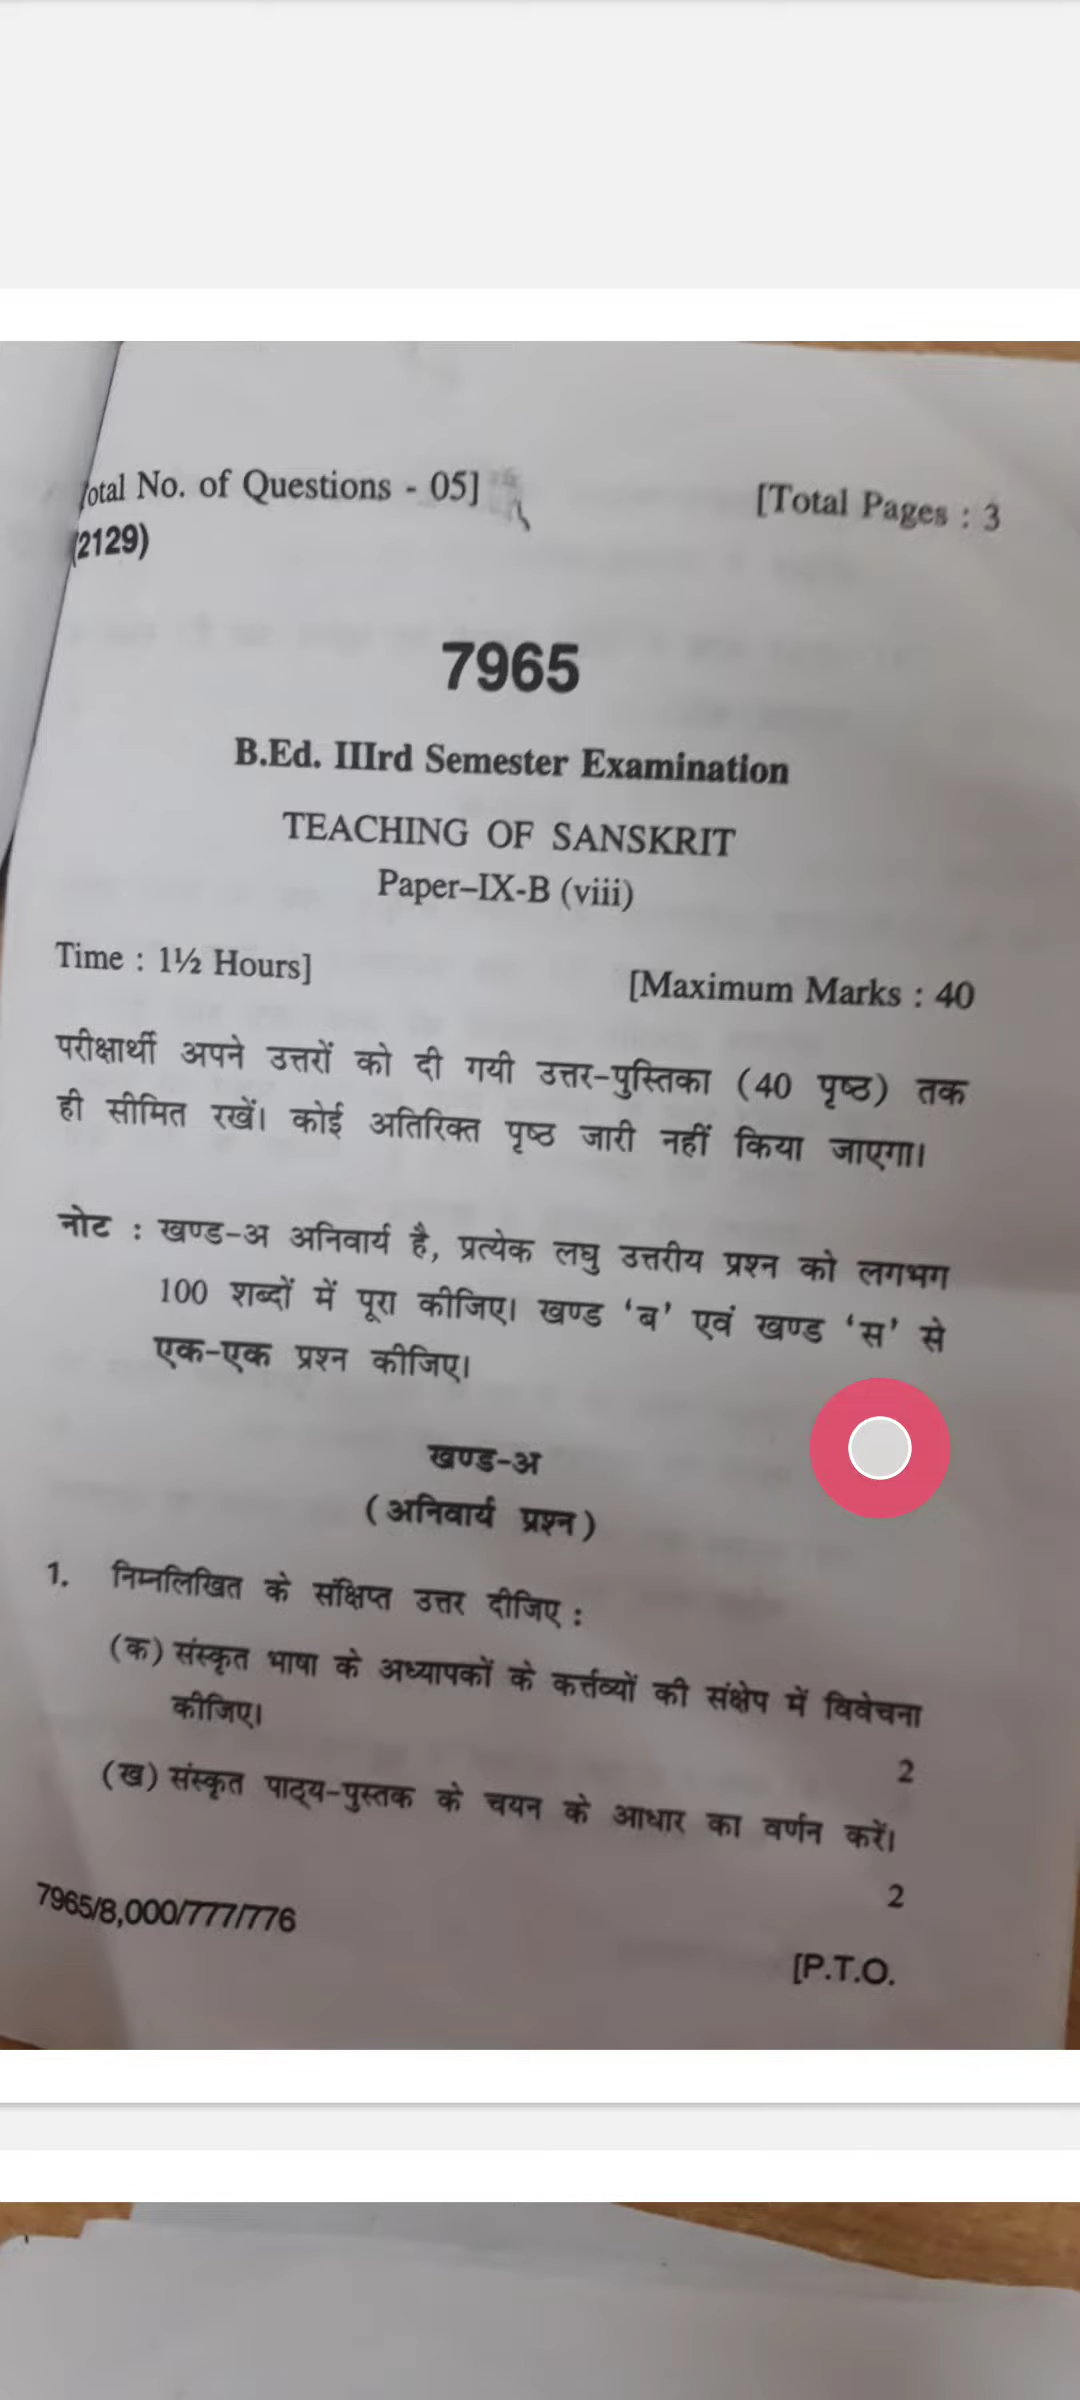 otal No. of Questions - 05]
[Total Pages : 3
(2129)
7965
B.Ed. IIIrd Semester Examination
TEACHING OF SANSKRIT
Paper–IX-B (viii)
Time : 1½ Hours]
[Maximum Marks : 40
परीक्षार्थी अपने उत्तरों को दी गयी उत्तर-पुस्तिका (40 पृष्ठ) तक
ही सीमित रखें। कोई अतिरिक्त पृष्ठ जारी नहीं किया जाएगा।
नोट : खण्ड-अ अनिवार्य है, प्रत्येक लघु उत्तरीय प्रश्न को लगभग
100 शब्दों में पूरा कीजिए। खण्ड ‘ब’ एवं खण्ड ‘स’ से
एक-एक प्रश्न कीजिए।
खण्ड-अ
(अनिवार्य प्रश्न)
1. निम्नलिखित के संक्षिप्त उत्तर दीजिए :
(क) संस्कृत भाषा के अध्यापकों के कर्त्तव्यों की संक्षेप में विवेचना
कीजिए।
2
(ख) संस्कृत पाठ्य-पुस्तक के चयन के आधार का वर्णन करें।
2
7965/8,000/777/776
[P.T.O.